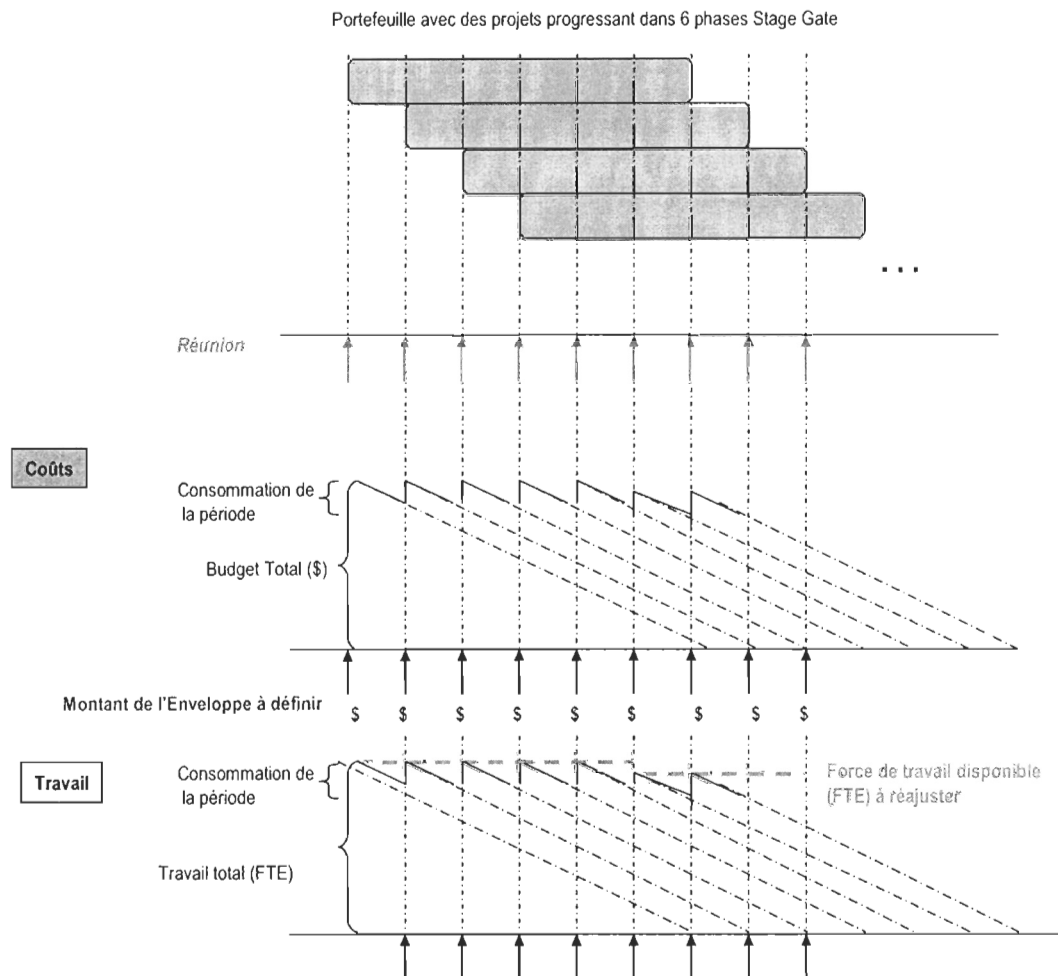 Portefeuille avec des projets progressant dans 6 phases Stage Gate
...
Réunion
Coûts
Consommation de
la période
Budget Total ($)
Montant de l'Enveloppe à définir
$ $ $ $ $ $ $ $ $
Travail
Consommation de
la période
Force de travail disponible
(FTE) à réajuster
Travail total (FTE)